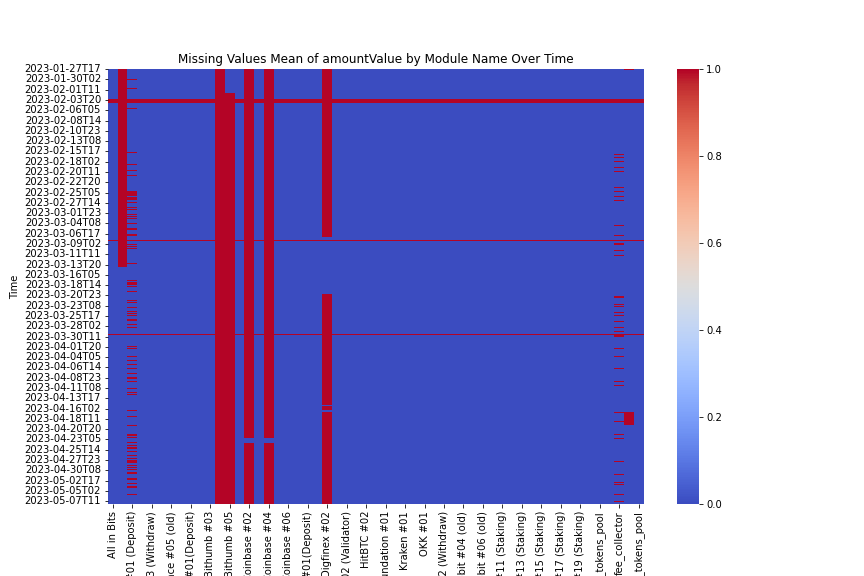 Missing Values Mean of amountValue by Module Name Over Time
Time
2023-01-27T17
2023-01-30T02
2023-02-01T11
2023-02-03T20
2023-02-06T05
2023-02-08T14
2023-02-10T23
2023-02-13T08
2023-02-15T17
2023-02-18T02
2023-02-20T11
2023-02-22T20
2023-02-25T05
2023-02-27T14
2023-03-01T23
2023-03-04T08
2023-03-06T17
2023-03-09T02
2023-03-11T11
2023-03-13T20
2023-03-16T05
2023-03-18T14
2023-03-20T23
2023-03-23T08
2023-03-25T17
2023-03-28T02
2023-03-30T11
2023-04-01T20
2023-04-04T05
2023-04-06T14
2023-04-08T23
2023-04-11T08
2023-04-13T17
2023-04-16T02
2023-04-18T11
2023-04-20T20
2023-04-23T05
2023-04-25T14
2023-04-27T23
2023-04-30T08
2023-05-02T17
2023-05-05T02
2023-05-07T11
All in Bits
#01 (Deposit)
3 (Withdraw)
ce #05 (old)
#01(Deposit)
Bithumb #03
Bithumb #05
oinbase #02
oinbase #04
oinbase #06
#01(Deposit)
Digfinex #02
02 (Validator)
HitBTC #02
undation #01
Kraken #01
OKK #01
2 (Withdraw)
bit #04 (old)
bit #06 (old)
#11 (Staking)
#13 (Staking)
#15 (Staking)
#17 (Staking)
#19 (Staking)
_tokens_pool
fee_collector
_tokens_pool
1.0
0.8
0.6
0.4
0.2
0.0